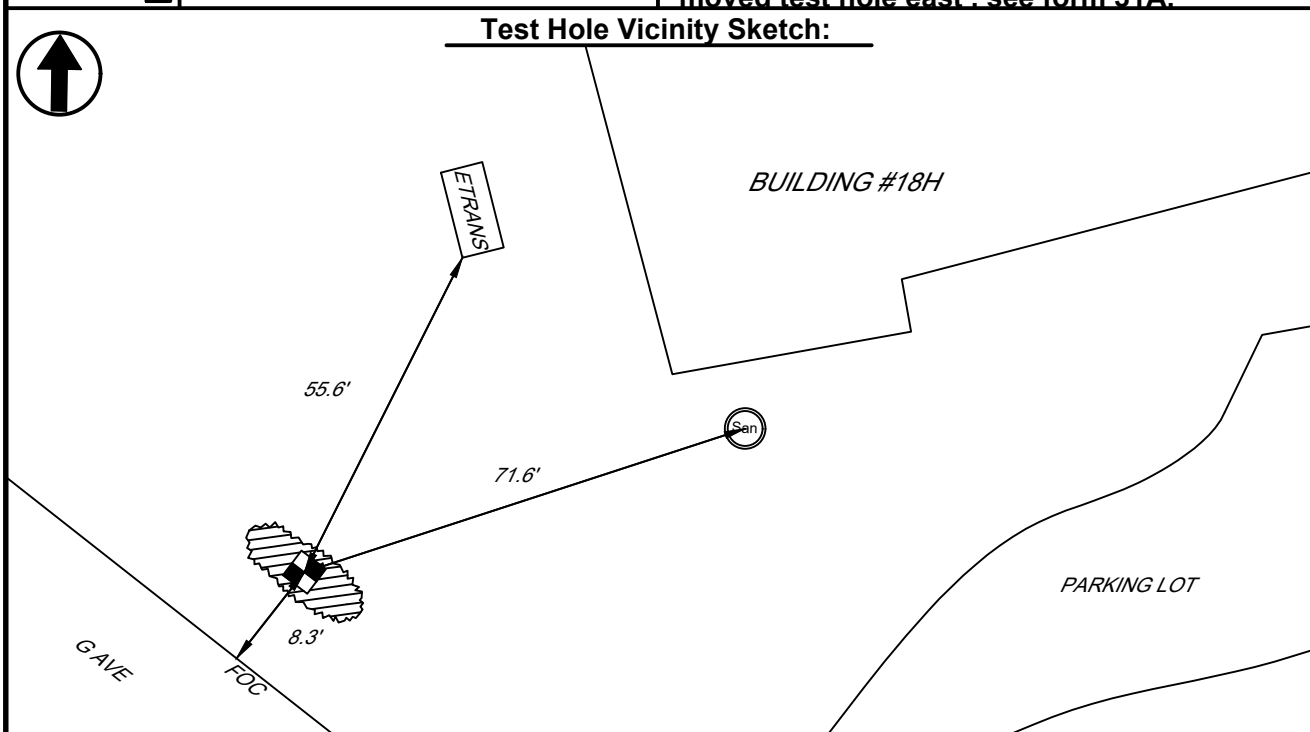 moved test hole east . see form 51A.
Test Hole Vicinity Sketch:
ETRANS
BUILDING #18H
55.6'
San
71.6'
PARKING LOT
8.3'
G AVE
FOC